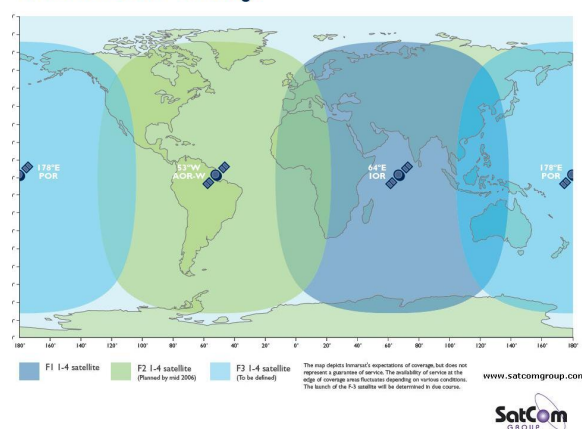 178°E
POR
53°W
AOR-W
64°E
IOR
178°E
POR
180° 160° 140° 120° 100° 80° 60° 40° 20° 0° 20° 40° 60° 80° 100° 120° 140° 160° 180°
F1 I-4 satellite
F2 I-4 satellite
(Planned by mid 2006)
F3 I-4 satellite
(To be defined)
The map depicts Inmarsat's expectations of coverage, but does not
represent a guarantee of service. The availability of service at the
edge of coverage areas fluctuates depending on various conditions.
The launch of the F-3 satellite will be determined in due course.
www.satcomgroup.com
SatCom
GROUP